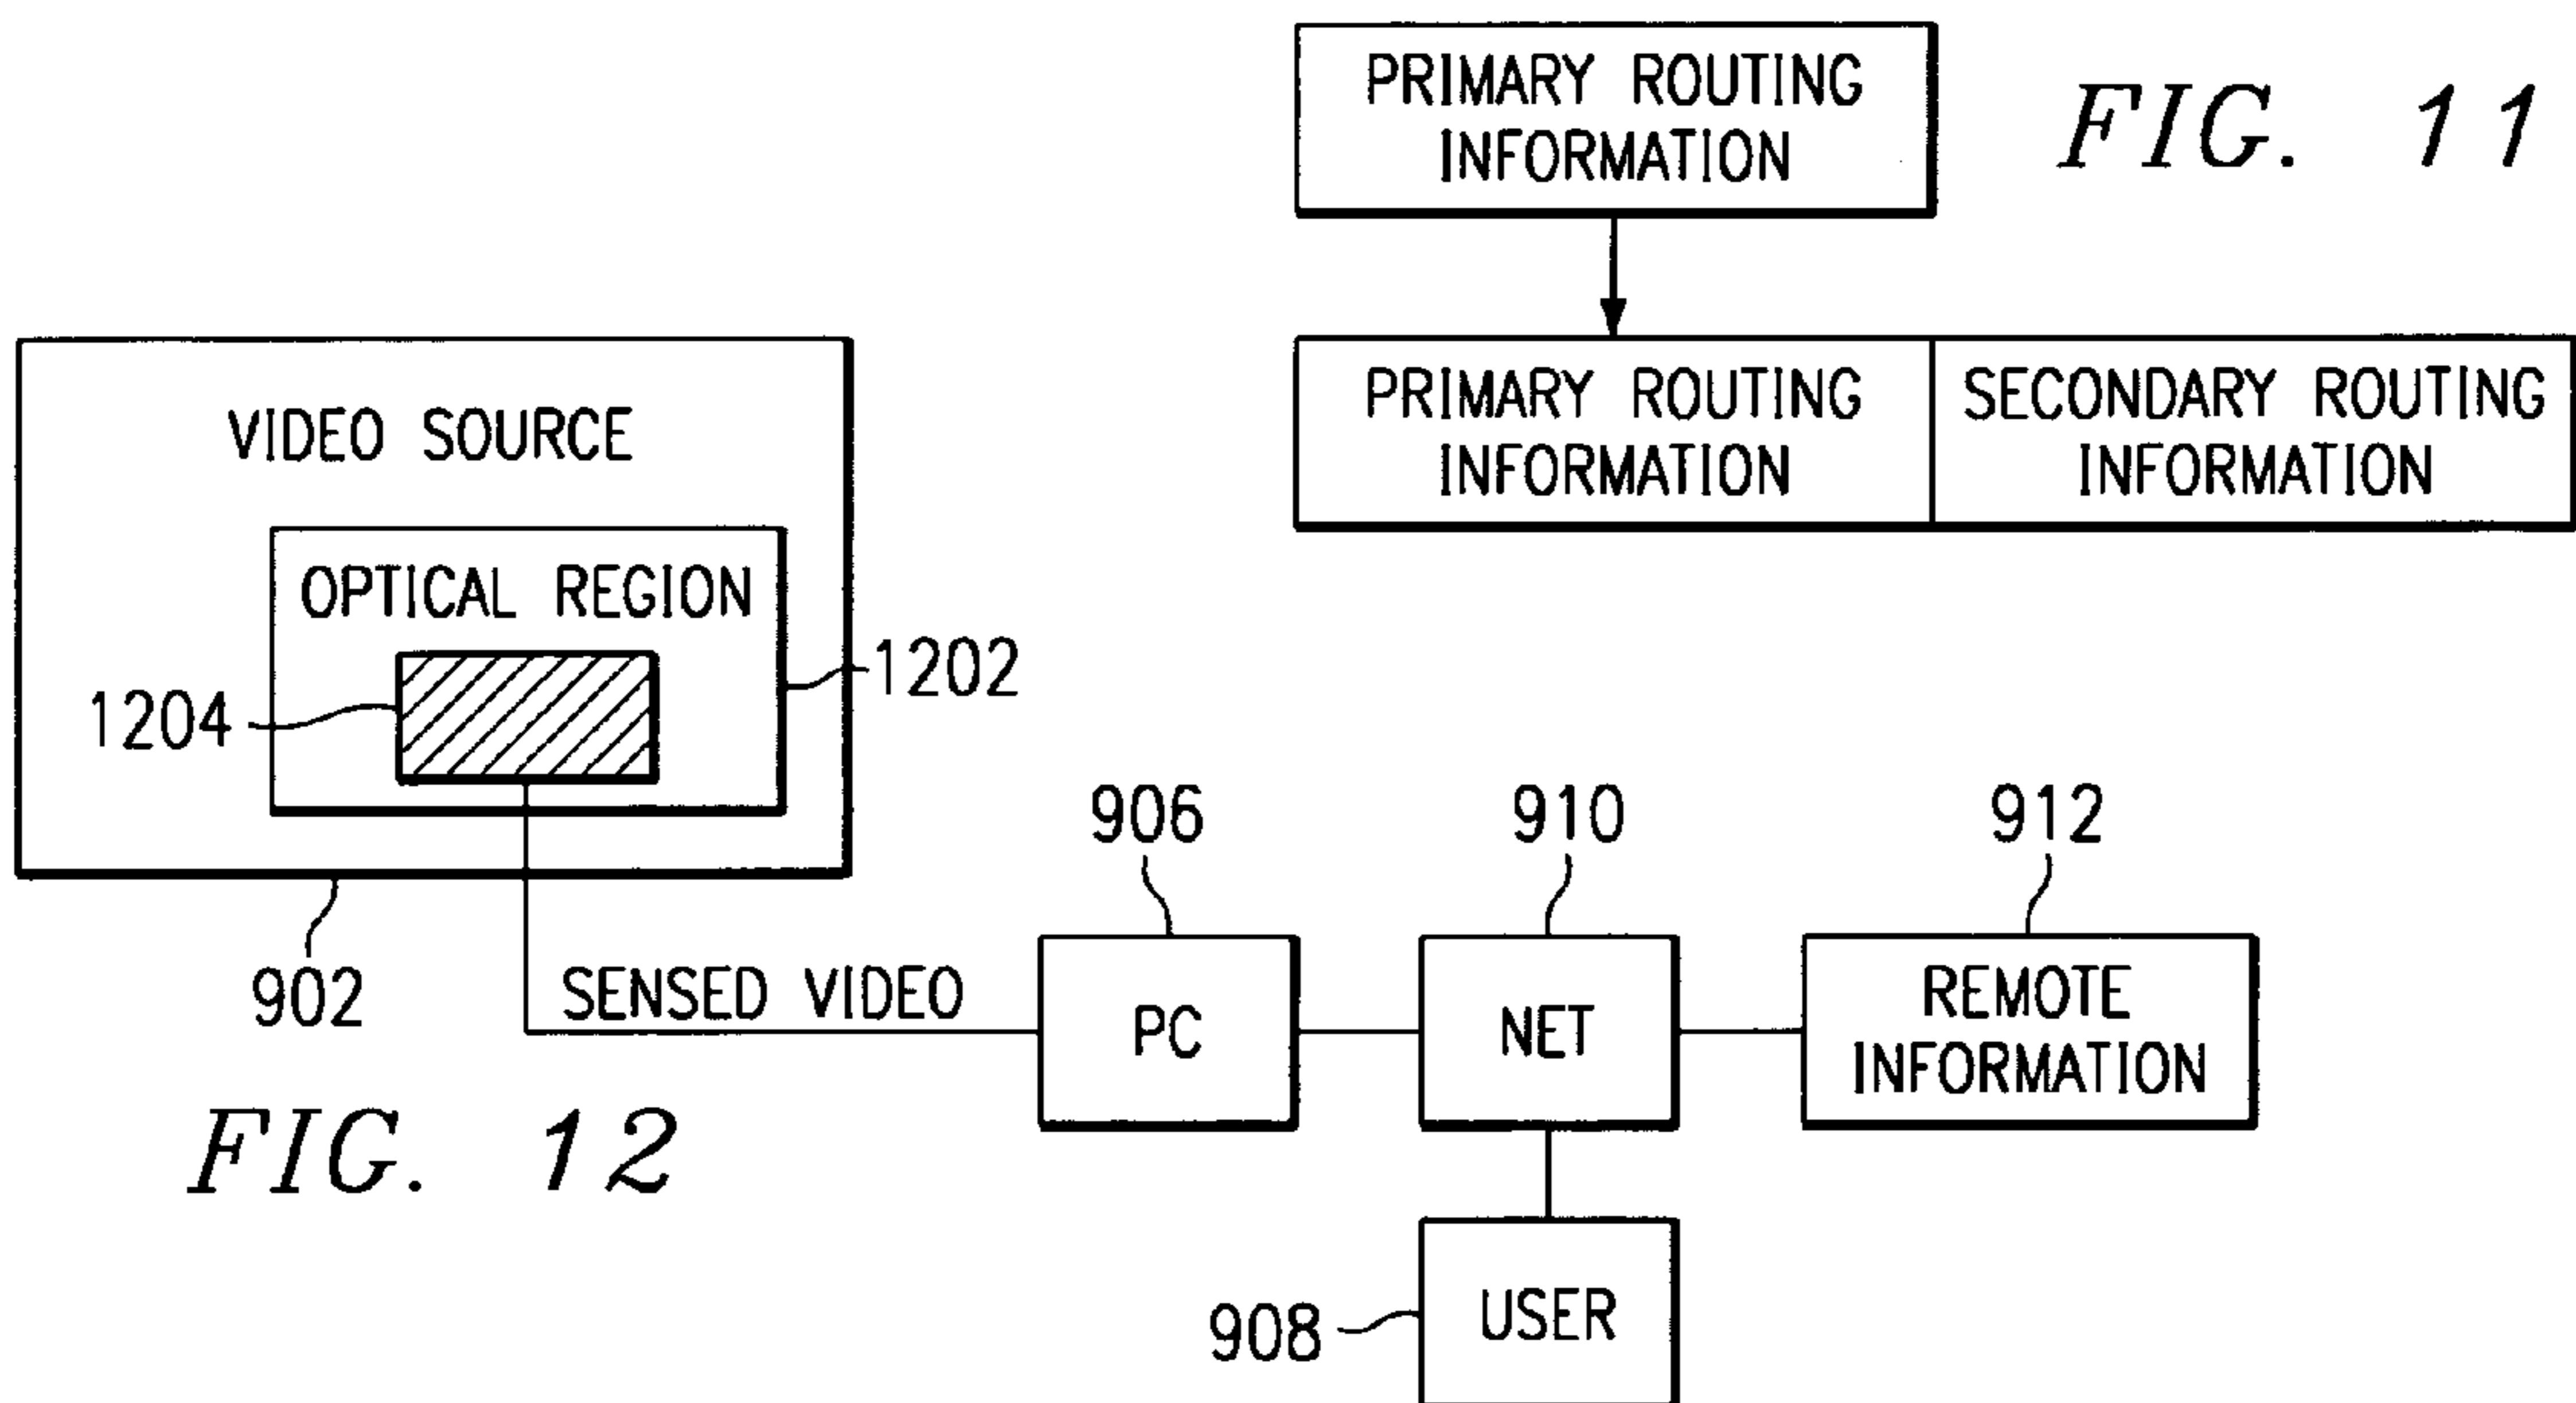 PRIMARY ROUTING
INFORMATION
FIG. 11
PRIMARY ROUTING
INFORMATION
SECONDARY ROUTING
INFORMATION
VIDEO SOURCE
OPTICAL REGION
1202
1204
902
SENSED VIDEO
906
PC
910
NET
912
REMOTE
INFORMATION
908
USER
FIG. 12